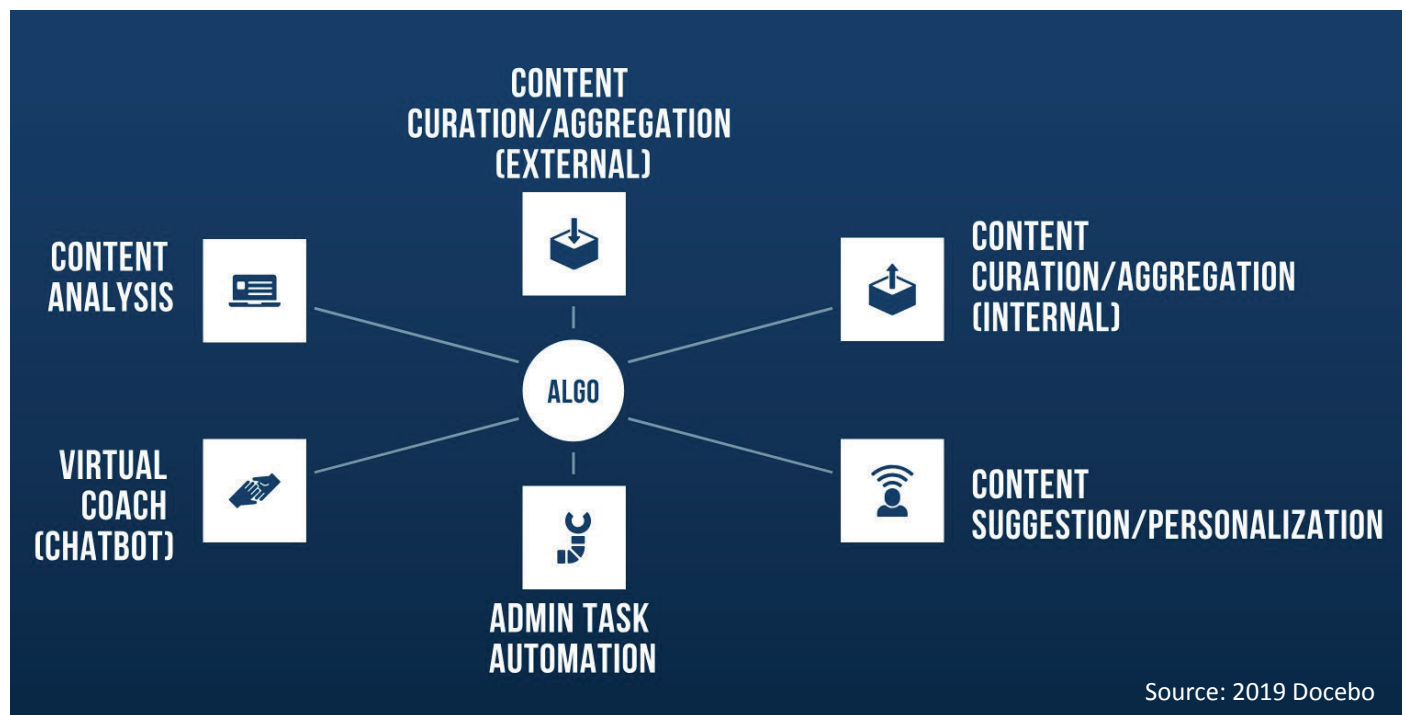 CONTENT
CURATION/AGGREGATION
(EXTERNAL)
CONTENT
ANALYSIS
CONTENT
CURATION/AGGREGATION
(INTERNAL)
ALGO
VIRTUAL
COACH
(CHATBOT)
CONTENT
SUGGESTION/PERSONALIZATION
ADMIN TASK
AUTOMATION
Source: 2019 Docebo